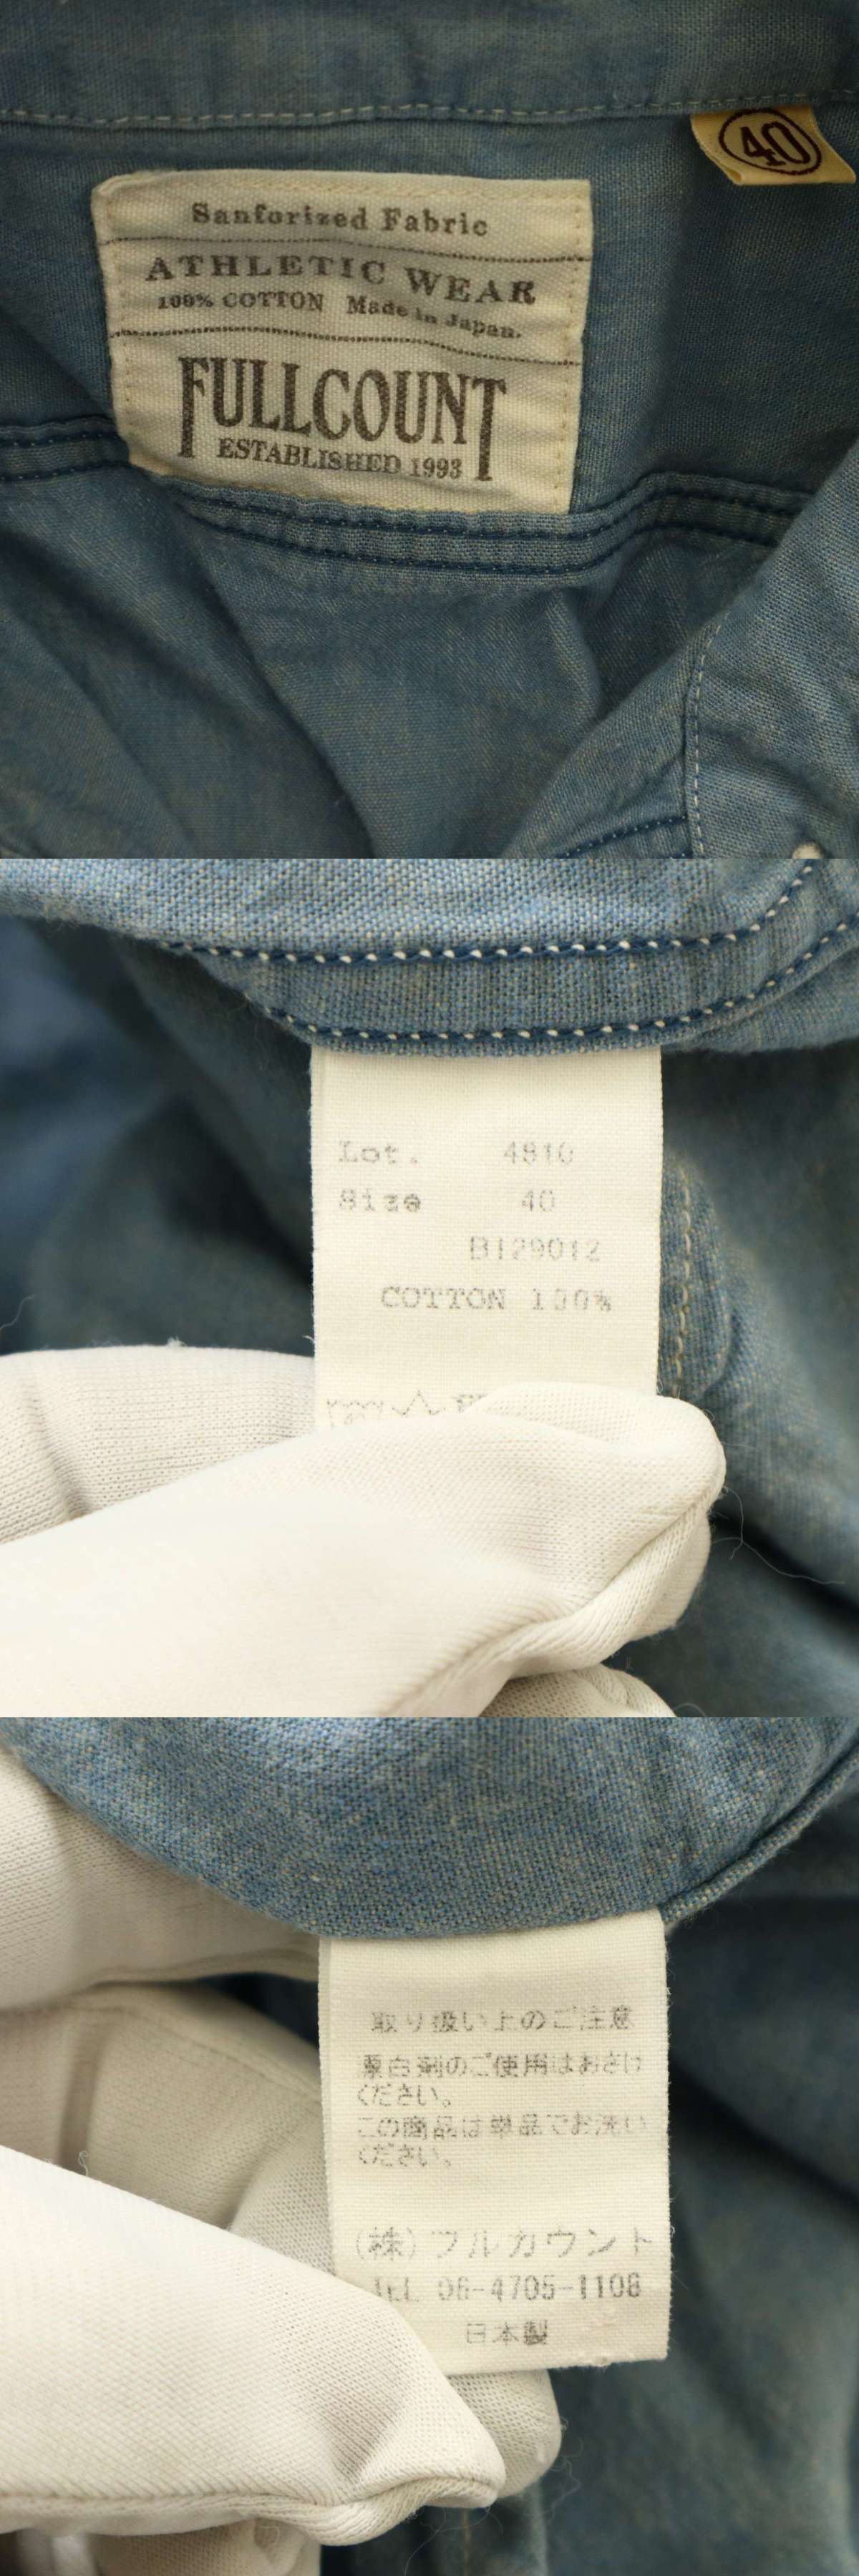 40
Sanforized Fabric
ATHLETIC WEAR
100% COTTON Made in Japan.
FULLCOUNT
ESTABLISHED 1993
Lot. 4810
Size 40
B129012
COTTON 100%
取り扱い上のご注意
漂白剤のご使用はおさけ
ください。
この商品は単品でお洗い
ください。
(株)フルカウント
TEL 06-4705-1108
日本製